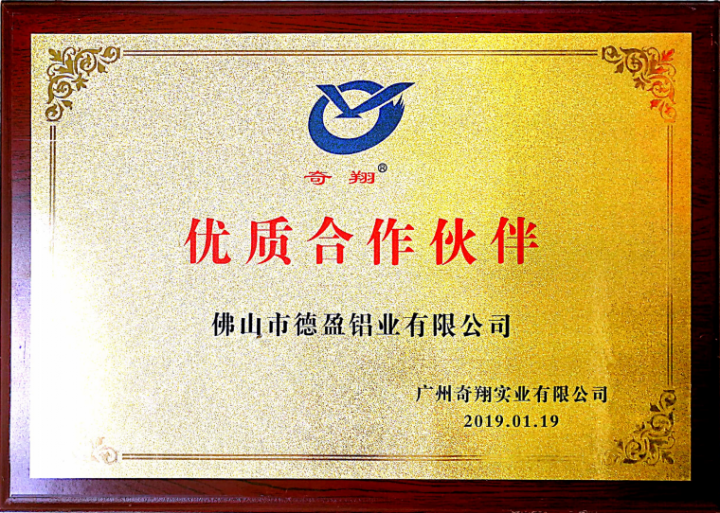 奇翔®
优质合作伙伴
佛山市德盈铝业有限公司
广州奇翔实业有限公司
2019.01.19